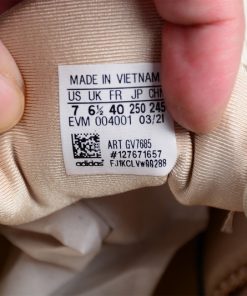 MADE IN VIETNAM
US UK FR JP CHN
7 6½ 40 250 245
EVM 004001 03/21
ART GV7685
#127671657
adidas